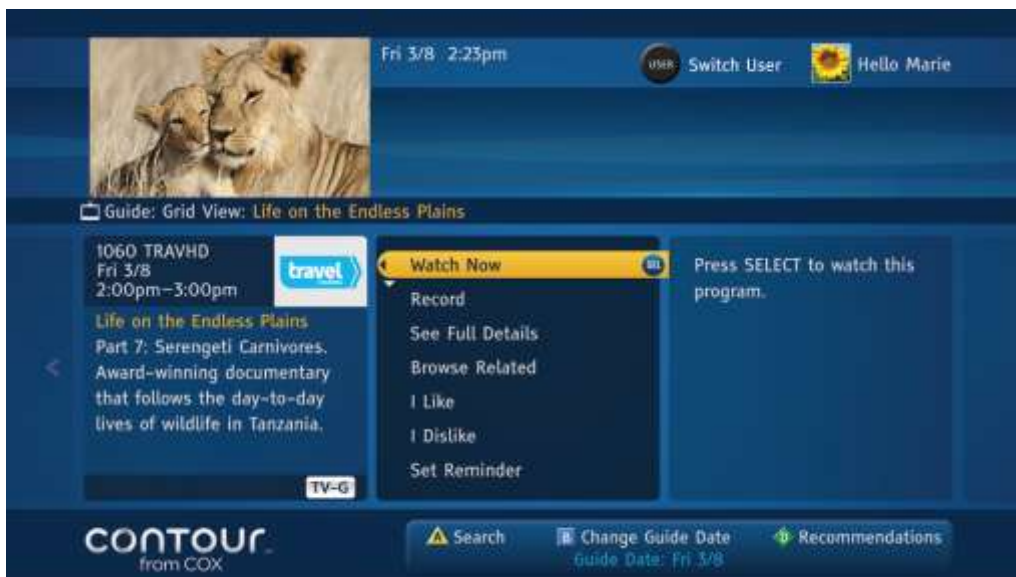 Fri 3/8 2:23pm
USER Switch User
Hello Marie
Guide: Grid View: Life on the Endless Plains
1060 TRAVHD
Fri 3/8
2:00pm–3:00pm
travel
Life on the Endless Plains
Part 7: Serengeti Carnivores.
Award-winning documentary
that follows the day-to-day
lives of wildlife in Tanzania.
TV-G
Watch Now
SEL
Record
See Full Details
Browse Related
I Like
I Dislike
Set Reminder
Press SELECT to watch this
program.
contour
from COX
A Search
B Change Guide Date
Guide Date: Fri 3/8
D Recommendations